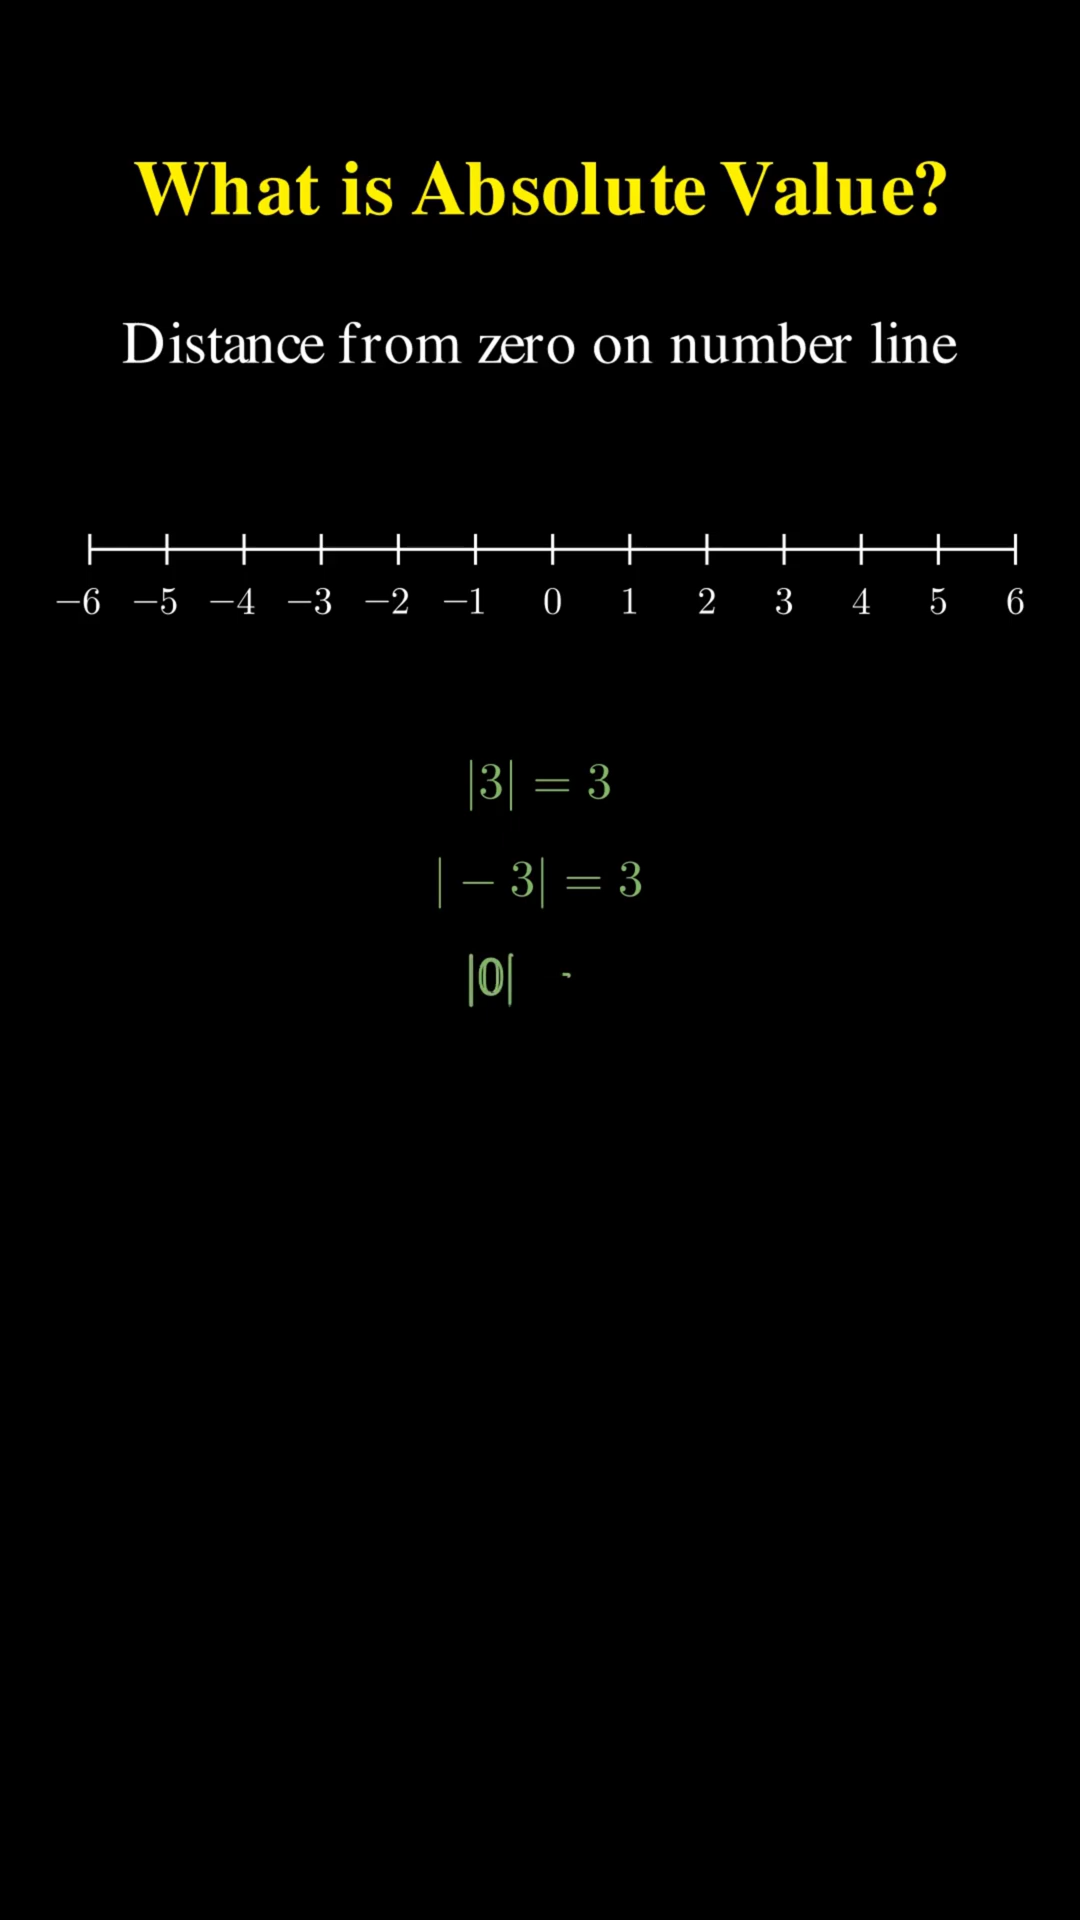 What is Absolute Value?
Distance from zero on number line
−6 −5 −4 −3 −2 −1 0 1 2 3 4 5 6
|3| = 3
| − 3| = 3
|0|